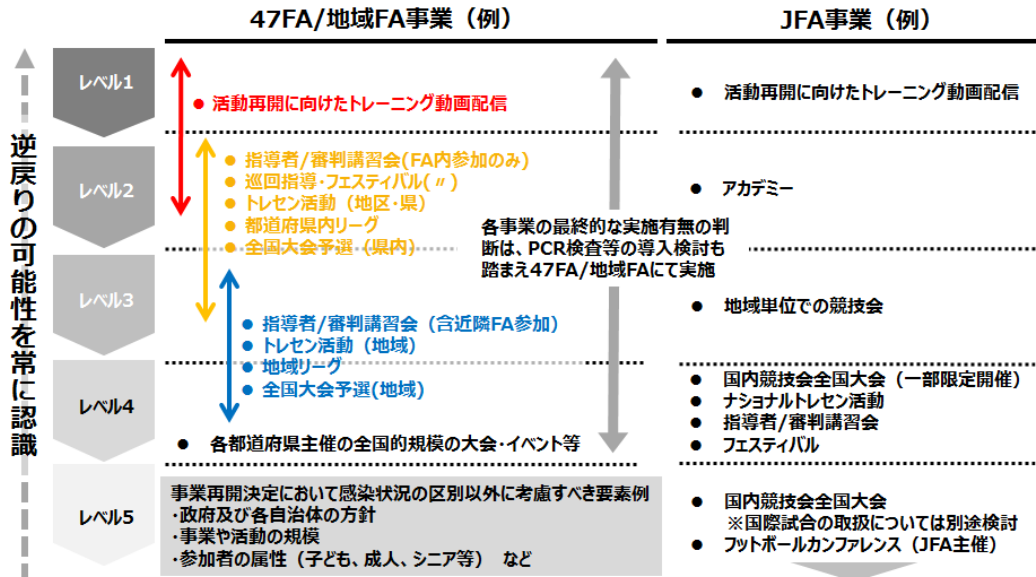 47FA/地域FA事業（例）
JFA事業（例）
逆戻りの可能性を常に認識
レベル1
● 活動再開に向けたトレーニング動画配信
● 活動再開に向けたトレーニング動画配信
レベル2
● 指導者/審判講習会(FA内参加のみ)
● 巡回指導・フェスティバル(〃)
● トレセン活動（地区・県）
● 都道府県内リーグ
● 全国大会予選（県内）
● アカデミー
各事業の最終的な実施有無の判
断は、PCR検査等の導入検討も
踏まえ47FA/地域FAにて実施
レベル3
● 指導者/審判講習会（含近隣FA参加）
● トレセン活動（地域）
● 地域リーグ
● 全国大会予選(地域)
● 地域単位での競技会
レベル4
● 各都道府県主催の全国的規模の大会・イベント等
● 国内競技会全国大会（一部限定開催）
● ナショナルトレセン活動
● 指導者/審判講習会
● フェスティバル
レベル5
事業再開決定において感染状況の区別以外に考慮すべき要素例
・政府及び各自治体の方針
・事業や活動の規模
・参加者の属性（子ども、成人、シニア等） など
● 国内競技会全国大会
※国際試合の取扱については別途検討
● フットボールカンファレンス（JFA主催）